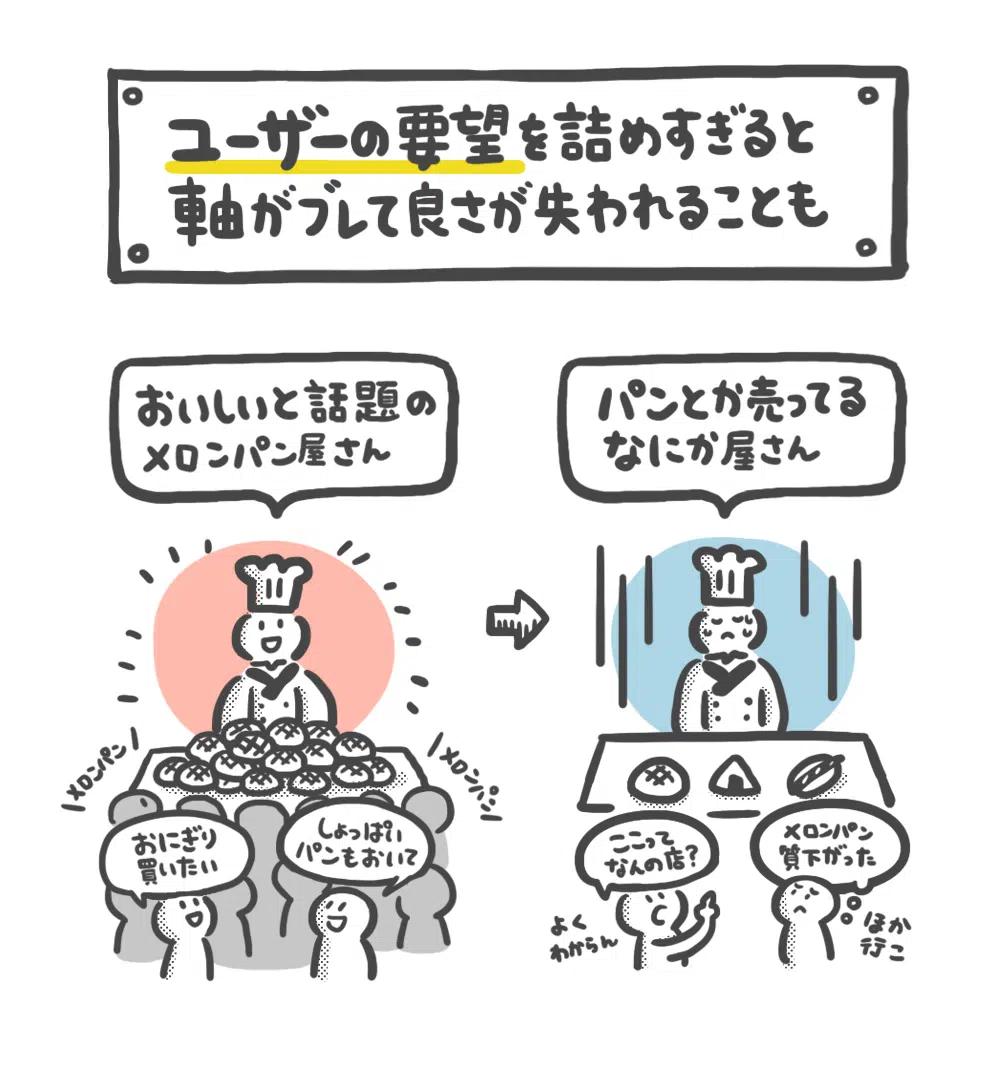 ユーザーの要望を詰めすぎると
軸がブレて良さが失われることも
おいしいと話題の
メロンパン屋さん
パンとか売ってる
なにか屋さん
メロンパン
メロンパン
おにぎり
買いたい
しょっぱい
パンもおいて
ここって
なんの店?
よく
わからん
メロンパン
質下がった
ほか
行こ